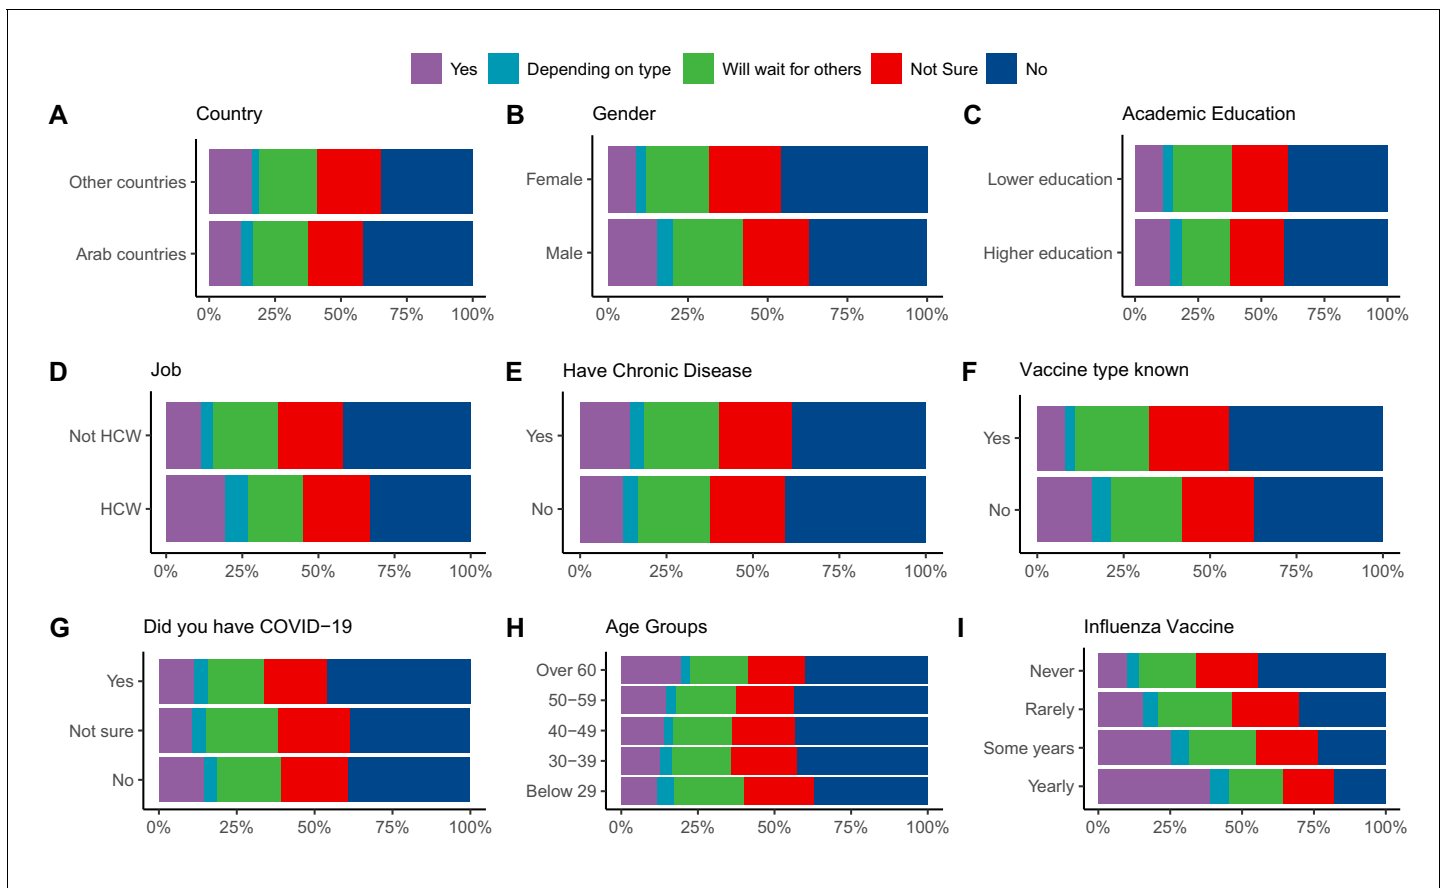 Yes Depending on type Will wait for others Not Sure No
A Country
Other countries
Arab countries
0% 25% 50% 75% 100%
B Gender
Female
Male
0% 25% 50% 75% 100%
C Academic Education
Lower education
Higher education
0% 25% 50% 75% 100%
D Job
Not HCW
HCW
0% 25% 50% 75% 100%
E Have Chronic Disease
Yes
No
0% 25% 50% 75% 100%
F Vaccine type known
Yes
No
0% 25% 50% 75% 100%
G Did you have COVID−19
Yes
Not sure
No
0% 25% 50% 75% 100%
H Age Groups
Over 60
50−59
40−49
30−39
Below 29
0% 25% 50% 75% 100%
I Influenza Vaccine
Never
Rarely
Some years
Yearly
0% 25% 50% 75% 100%